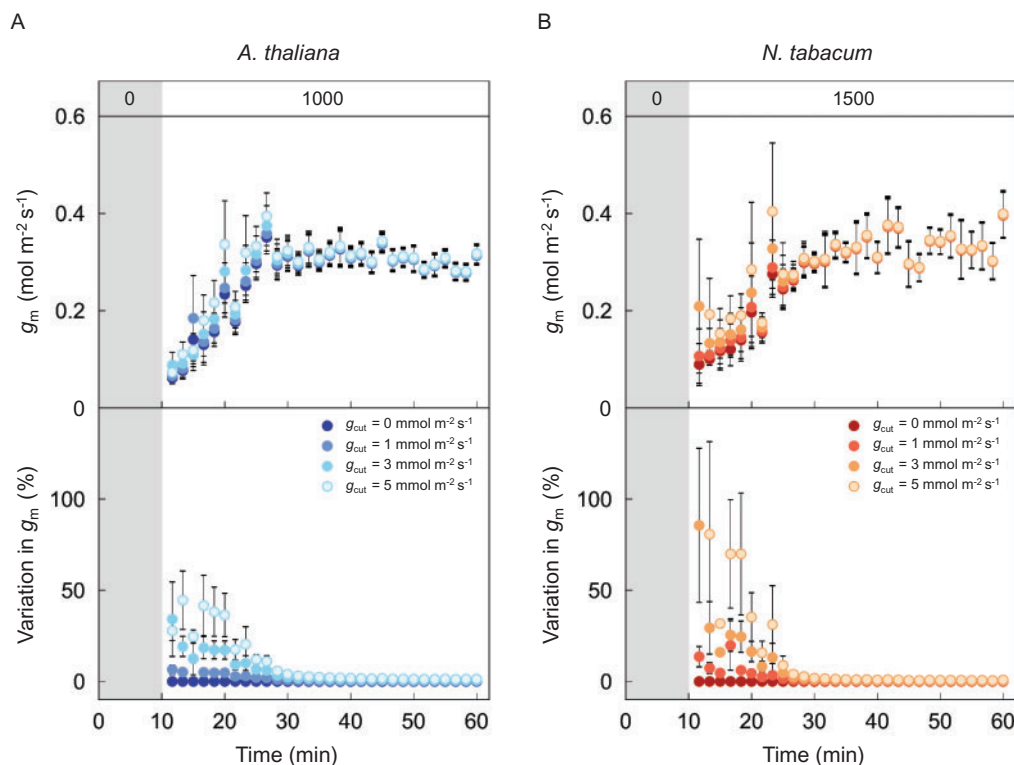 A
B
A. thaliana
N. tabacum
0
1000
0
1500
0.6
0.4
0.2
0
gm (mol m-2 s-1)
0.6
0.4
0.2
0
gm (mol m-2 s-1)
gcut = 0 mmol m-2 s-1
gcut = 1 mmol m-2 s-1
gcut = 3 mmol m-2 s-1
gcut = 5 mmol m-2 s-1
gcut = 0 mmol m-2 s-1
gcut = 1 mmol m-2 s-1
gcut = 3 mmol m-2 s-1
gcut = 5 mmol m-2 s-1
100
50
0
Variation in gm (%)
100
50
0
Variation in gm (%)
0 10 20 30 40 50 60
0 10 20 30 40 50 60
Time (min)
Time (min)